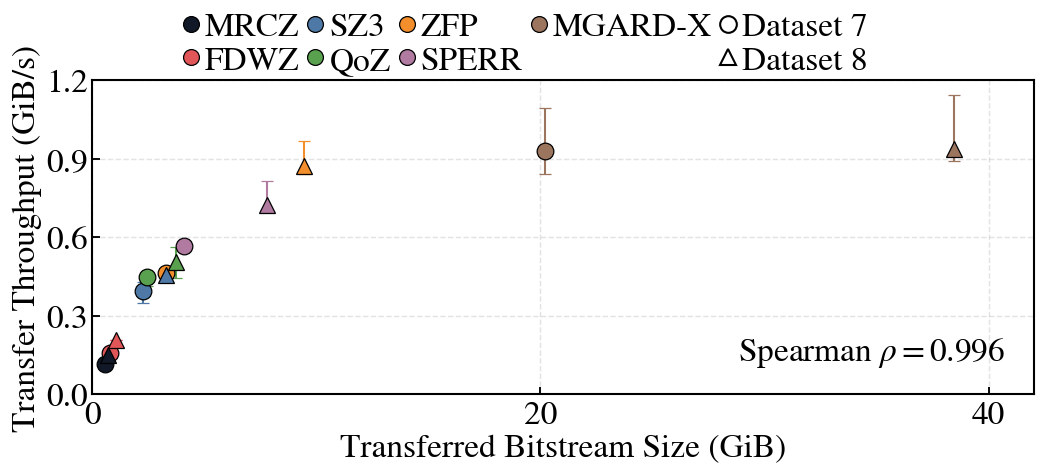 MRCZ SZ3 ZFP MGARD-X Dataset 7
FDWZ QoZ SPERR Dataset 8
Transfer Throughput (GiB/s)
1.2
0.9
0.6
0.3
0.0
Spearman ρ = 0.996
0 20 40
Transferred Bitstream Size (GiB)